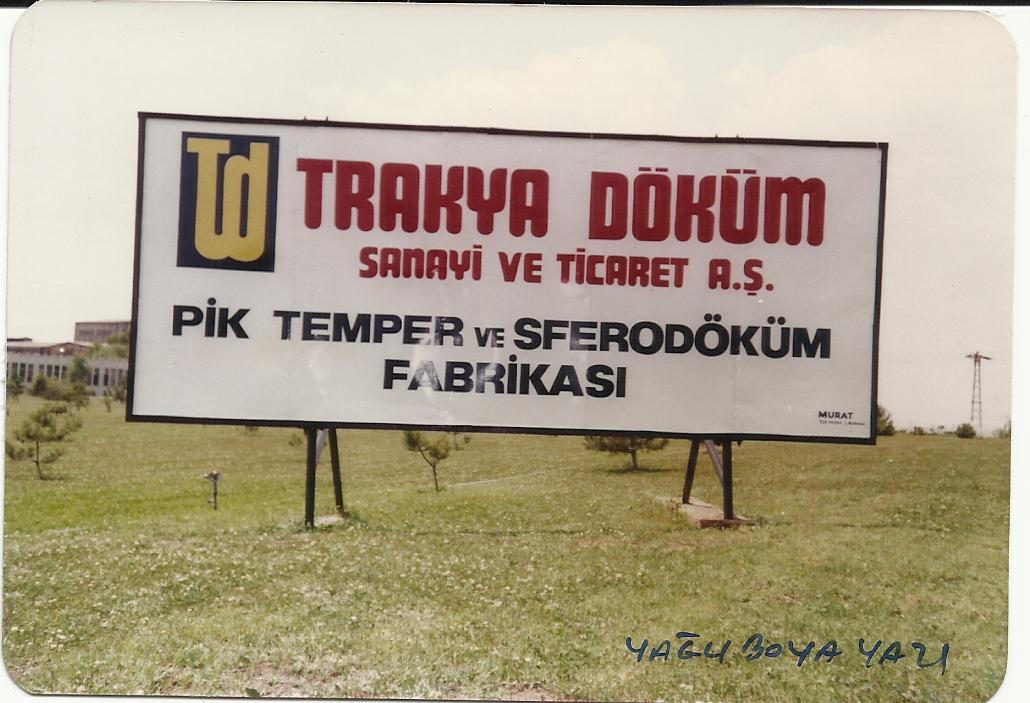 Td
TRAKYA DÖKÜM
SANAYİ VE TİCARET A.Ş.
PİK TEMPER VE SFERODÖKÜM
FABRİKASI
MURAT
YAĞLI BOYA YAZI